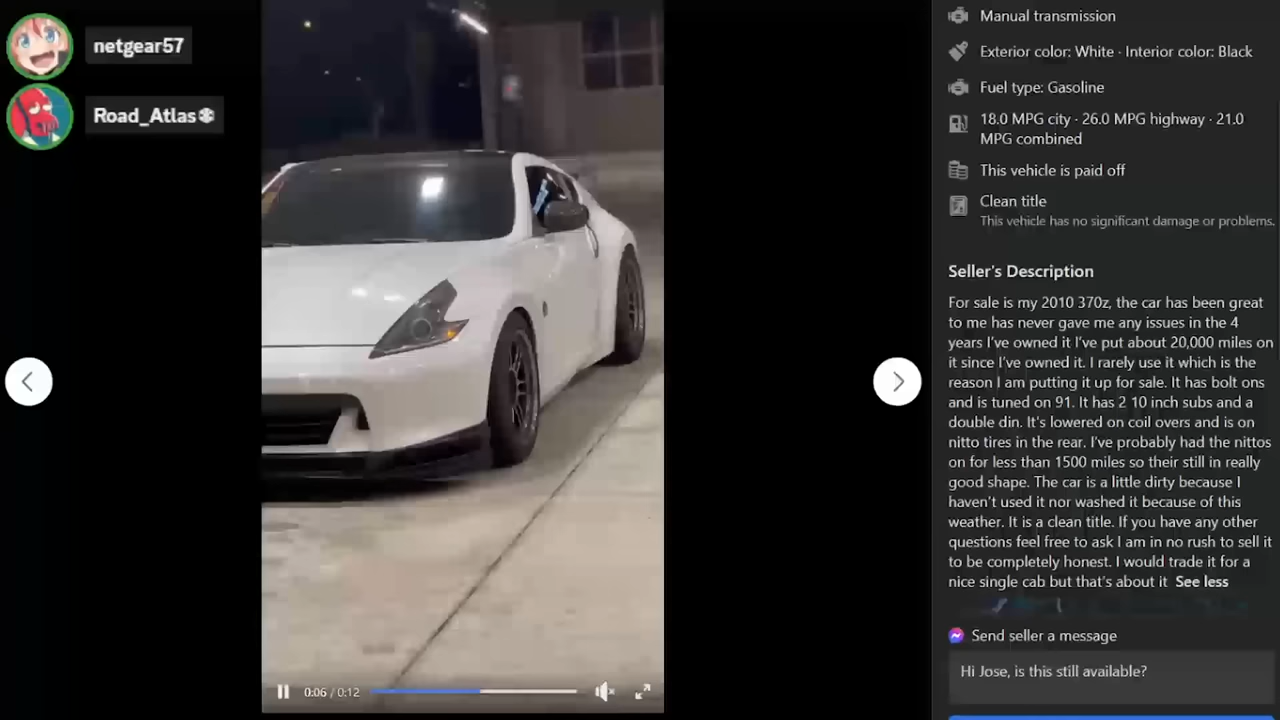 netgear57
Road_Atlas
0:06 / 0:12
Manual transmission
Exterior color: White · Interior color: Black
Fuel type: Gasoline
18.0 MPG city · 26.0 MPG highway · 21.0
MPG combined
This vehicle is paid off
Clean title
This vehicle has no significant damage or problems.
Seller's Description
For sale is my 2010 370z, the car has been great
to me has never gave me any issues in the 4
years I've owned it I've put about 20,000 miles on
it since I've owned it. I rarely use it which is the
reason I am putting it up for sale. It has bolt ons
and is tuned on 91. It has 2 10 inch subs and a
double din. It's lowered on coil overs and is on
nitto tires in the rear. I've probably had the nittos
on for less than 1500 miles so their still in really
good shape. The car is a little dirty because I
haven't used it nor washed it because of this
weather. It is a clean title. If you have any other
questions feel free to ask I am in no rush to sell it
to be completely honest. I would trade it for a
nice single cab but that's about it See less
Send seller a message
Hi Jose, is this still available?